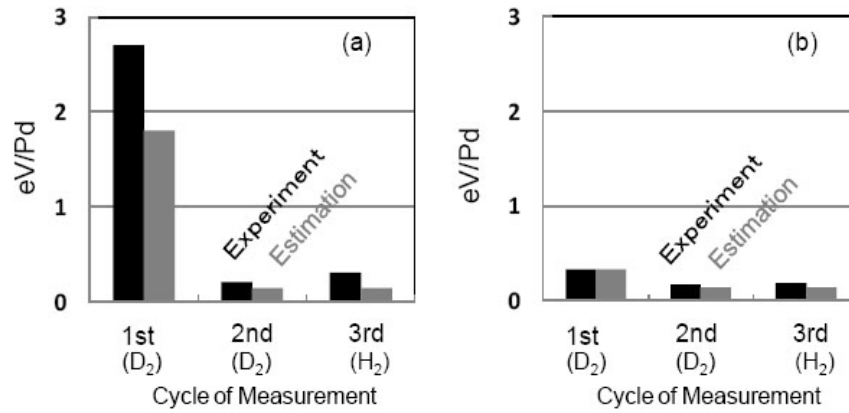 (a)
eV/Pd
3
2
1
0
Experiment
Estimation
1st 2nd 3rd
(D₂) (D₂) (H₂)
Cycle of Measurement
(b)
eV/Pd
3
2
1
0
Experiment
Estimation
1st 2nd 3rd
(D₂) (D₂) (H₂)
Cycle of Measurement